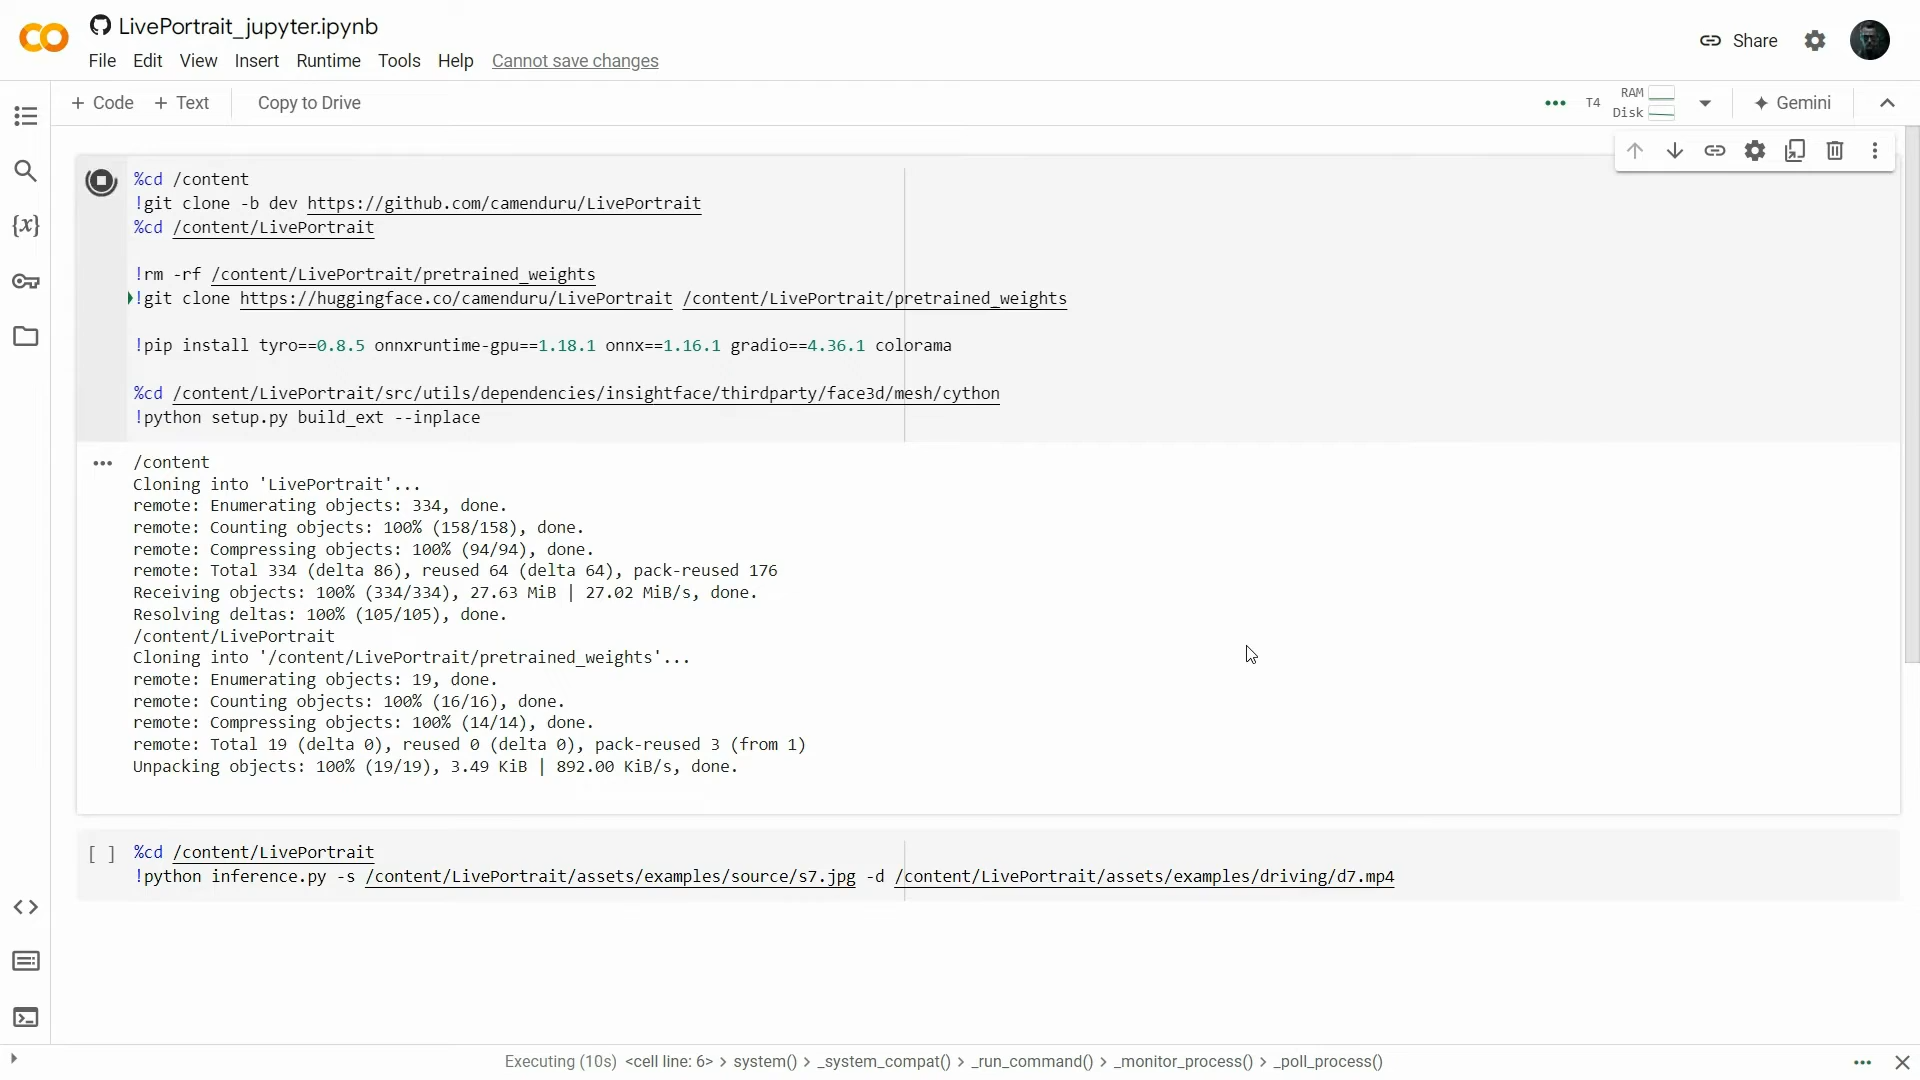 LivePortrait_jupyter.ipynb
File Edit View Insert Runtime Tools Help Cannot save changes
Share
+ Code + Text Copy to Drive
T4 RAM Disk Gemini
%cd /content
!git clone -b dev https://github.com/camenduru/LivePortrait
%cd /content/LivePortrait
!rm -rf /content/LivePortrait/pretrained_weights
!git clone https://huggingface.co/camenduru/LivePortrait /content/LivePortrait/pretrained_weights
!pip install tyro==0.8.5 onnxruntime-gpu==1.18.1 onnx==1.16.1 gradio==4.36.1 colorama
%cd /content/LivePortrait/src/utils/dependencies/insightface/thirdparty/face3d/mesh/cython
!python setup.py build_ext --inplace
/content
Cloning into 'LivePortrait'...
remote: Enumerating objects: 334, done.
remote: Counting objects: 100% (158/158), done.
remote: Compressing objects: 100% (94/94), done.
remote: Total 334 (delta 86), reused 64 (delta 64), pack-reused 176
Receiving objects: 100% (334/334), 27.63 MiB | 27.02 MiB/s, done.
Resolving deltas: 100% (105/105), done.
/content/LivePortrait
Cloning into '/content/LivePortrait/pretrained_weights'...
remote: Enumerating objects: 19, done.
remote: Counting objects: 100% (16/16), done.
remote: Compressing objects: 100% (14/14), done.
remote: Total 19 (delta 0), reused 0 (delta 0), pack-reused 3 (from 1)
Unpacking objects: 100% (19/19), 3.49 KiB | 892.00 KiB/s, done.
[ ] %cd /content/LivePortrait
!python inference.py -s /content/LivePortrait/assets/examples/source/s7.jpg -d /content/LivePortrait/assets/examples/driving/d7.mp4
Executing (10s) <cell line: 6> > system() > _system_compat() > _run_command() > _monitor_process() > _poll_process()